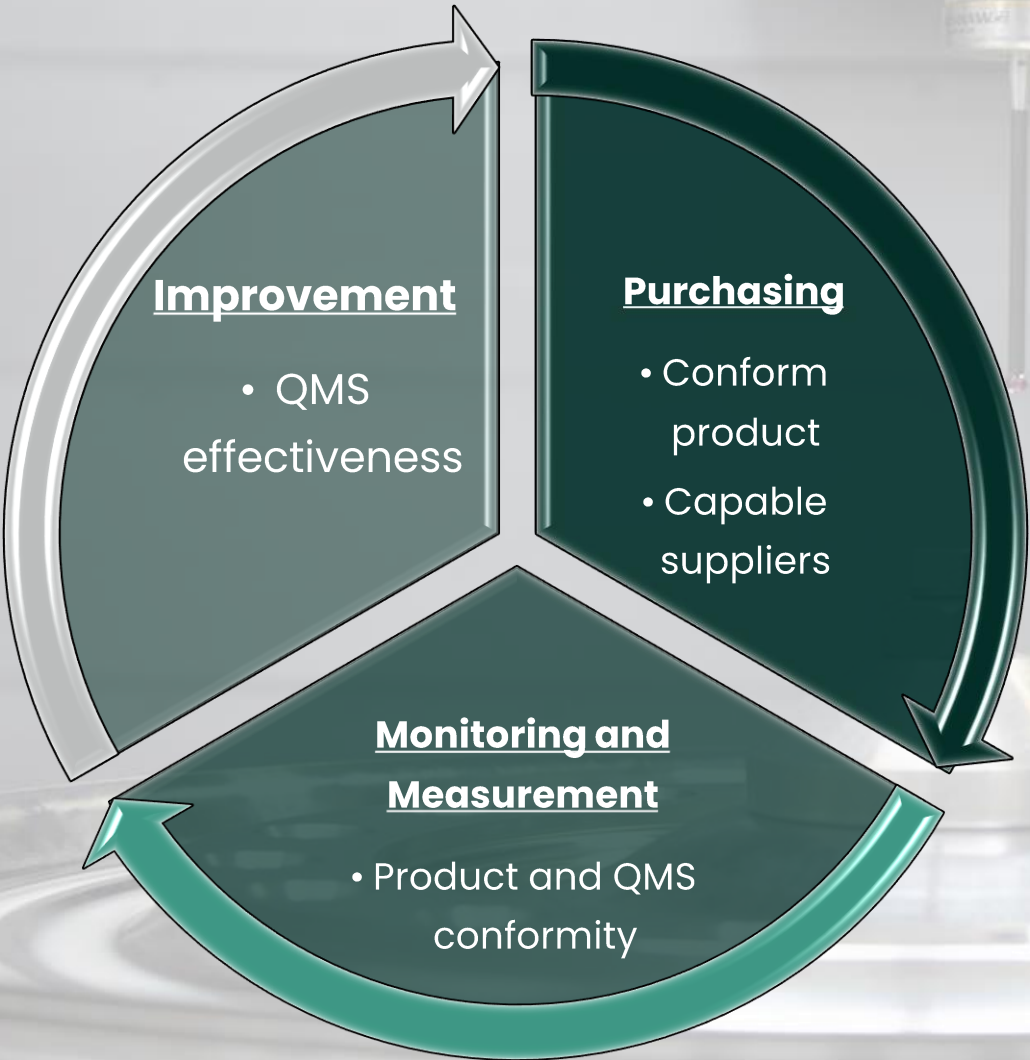 Improvement
• QMS
effectiveness
Purchasing
• Conform
product
• Capable
suppliers
Monitoring and
Measurement
• Product and QMS
conformity